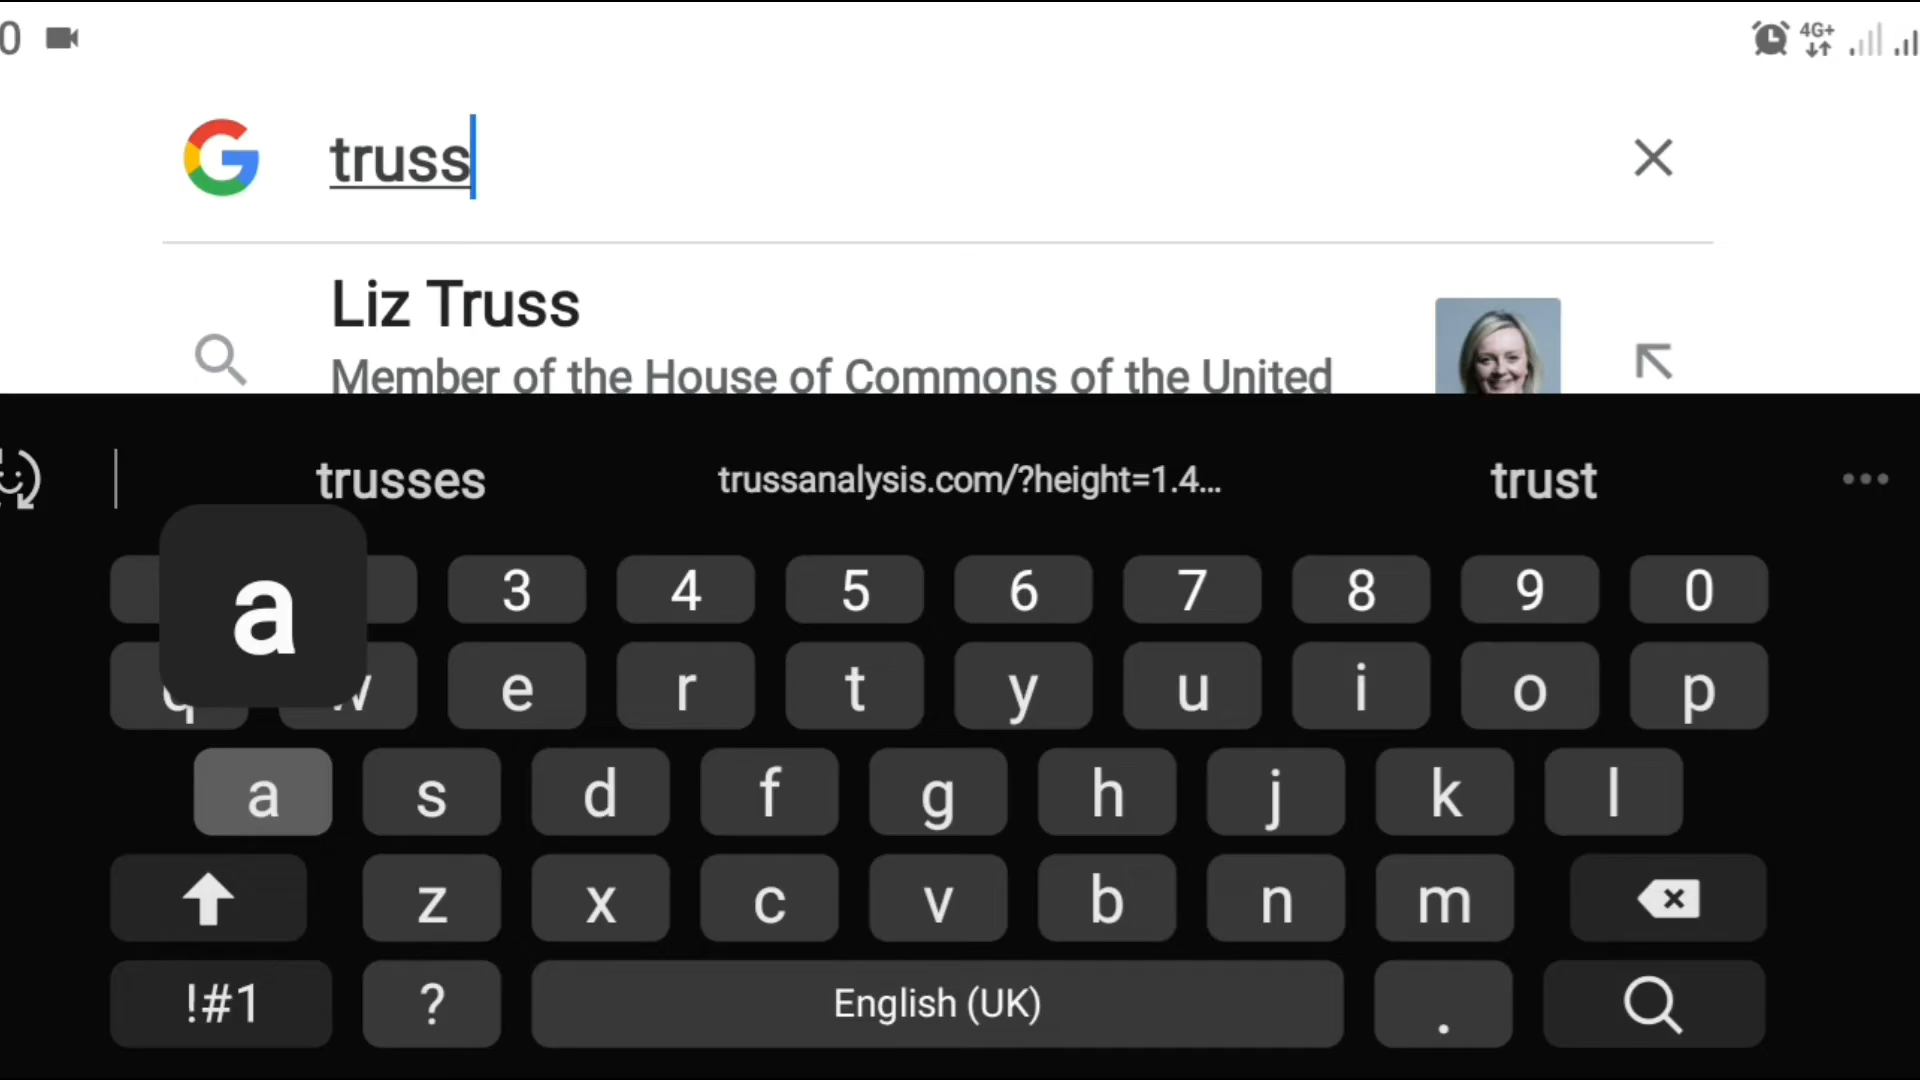 0 4G+
truss
Liz Truss
Member of the House of Commons of the United
trusses trussanalysis.com/?height=1.4... trust
a
3 4 5 6 7 8 9 0
q w e r t y u i o p
a s d f g h j k l
z x c v b n m
!#1 ? English (UK) .